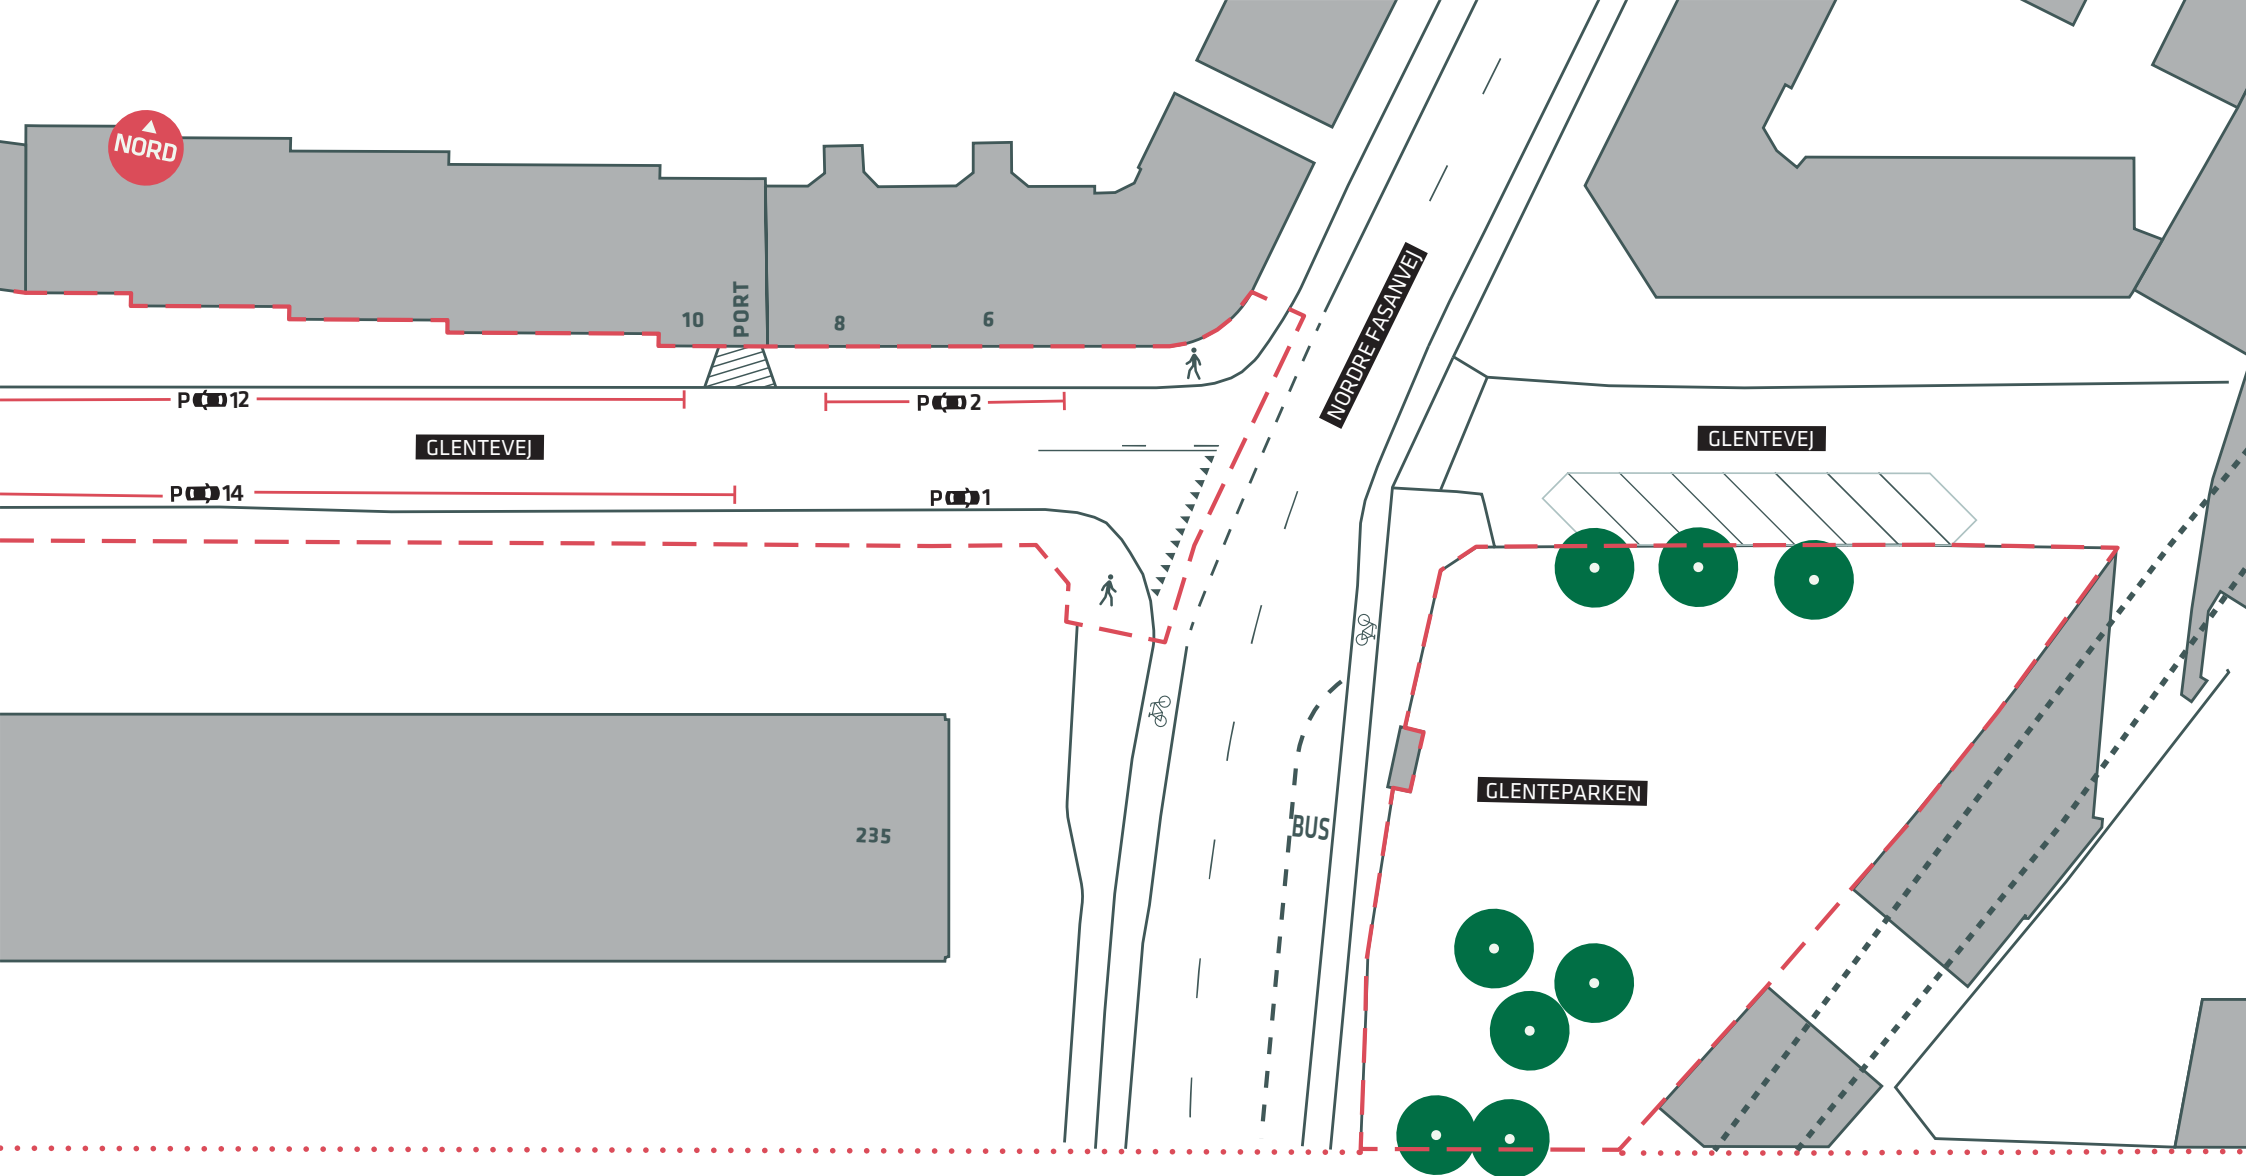 NORD
10
PORT
8
6
NORDRE FASANVEJ
P 12
P 2
GLENTEVEJ
GLENTEVEJ
P 14
P 1
GLENTEPARKEN
BUS
235